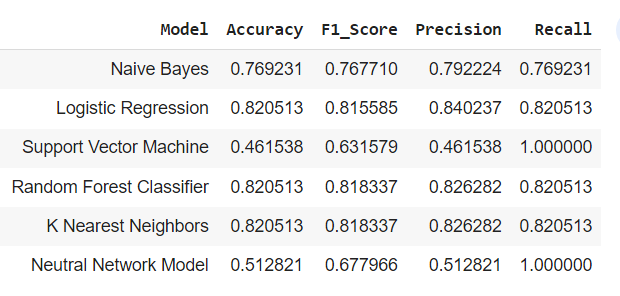 Model Accuracy F1_Score Precision Recall
Naive Bayes 0.769231 0.767710 0.792224 0.769231
Logistic Regression 0.820513 0.815585 0.840237 0.820513
Support Vector Machine 0.461538 0.631579 0.461538 1.000000
Random Forest Classifier 0.820513 0.818337 0.826282 0.820513
K Nearest Neighbors 0.820513 0.818337 0.826282 0.820513
Neutral Network Model 0.512821 0.677966 0.512821 1.000000